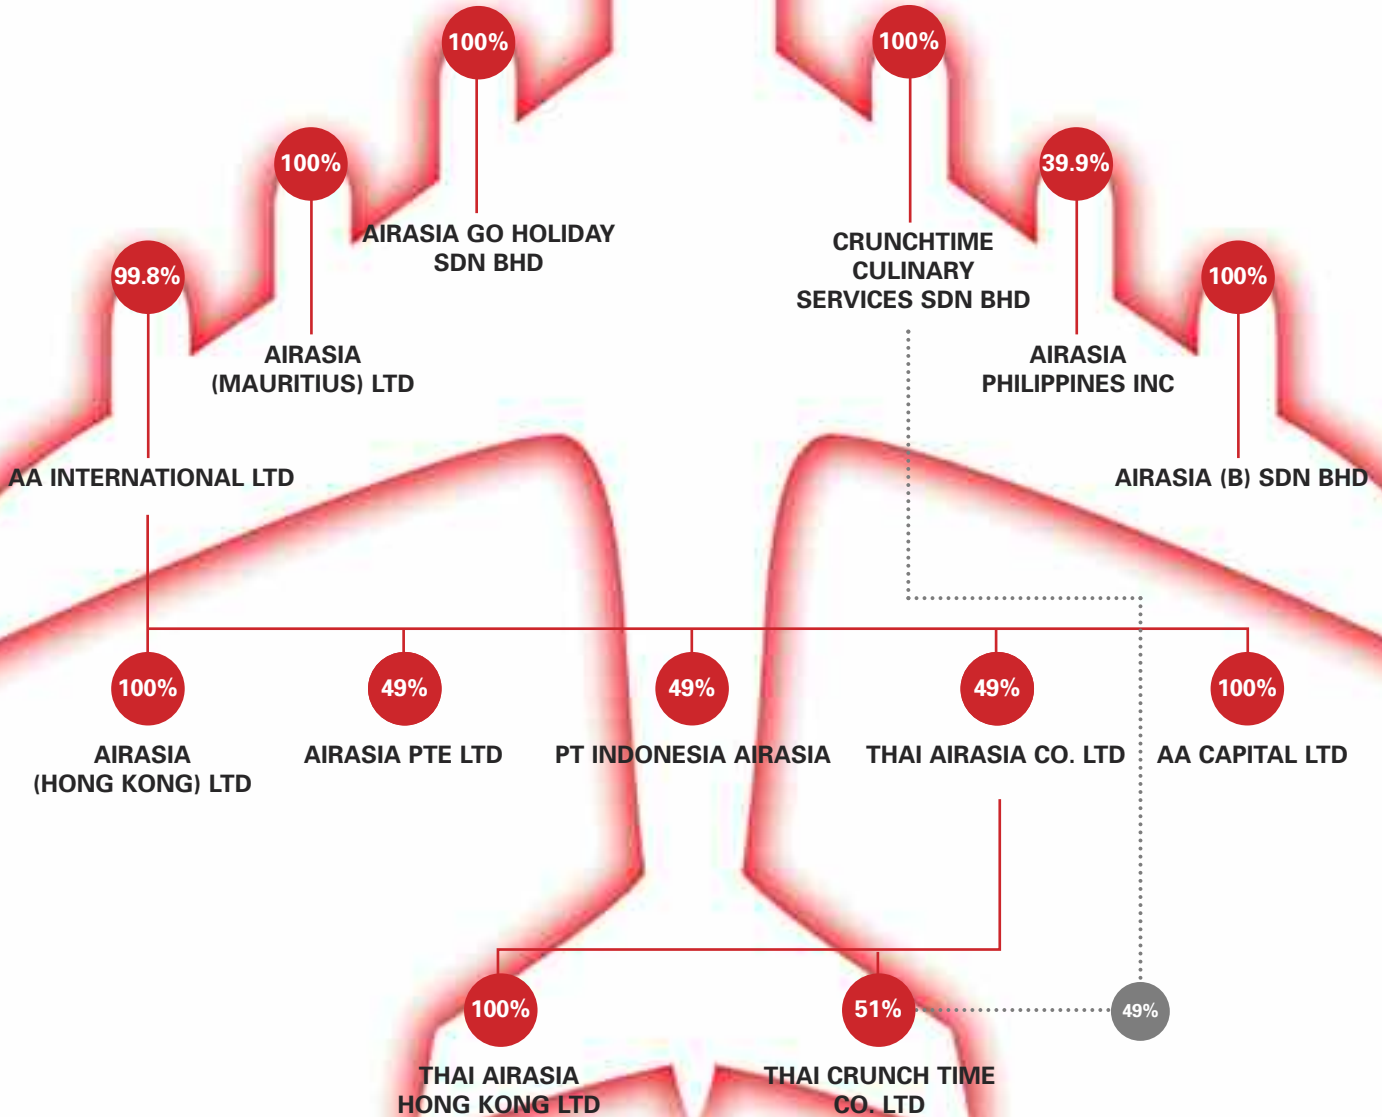 100%
AIRASIA GO HOLIDAY
SDN BHD
100%
CRUNCHTIME
CULINARY
SERVICES SDN BHD
100%
AIRASIA
(MAURITIUS) LTD
39.9%
AIRASIA
PHILIPPINES INC
99.8%
AA INTERNATIONAL LTD
100%
AIRASIA (B) SDN BHD
100%
AIRASIA
(HONG KONG) LTD
49%
AIRASIA PTE LTD
49%
PT INDONESIA AIRASIA
49%
THAI AIRASIA CO. LTD
100%
AA CAPITAL LTD
100%
THAI AIRASIA
HONG KONG LTD
51%
THAI CRUNCH TIME
CO. LTD
49%